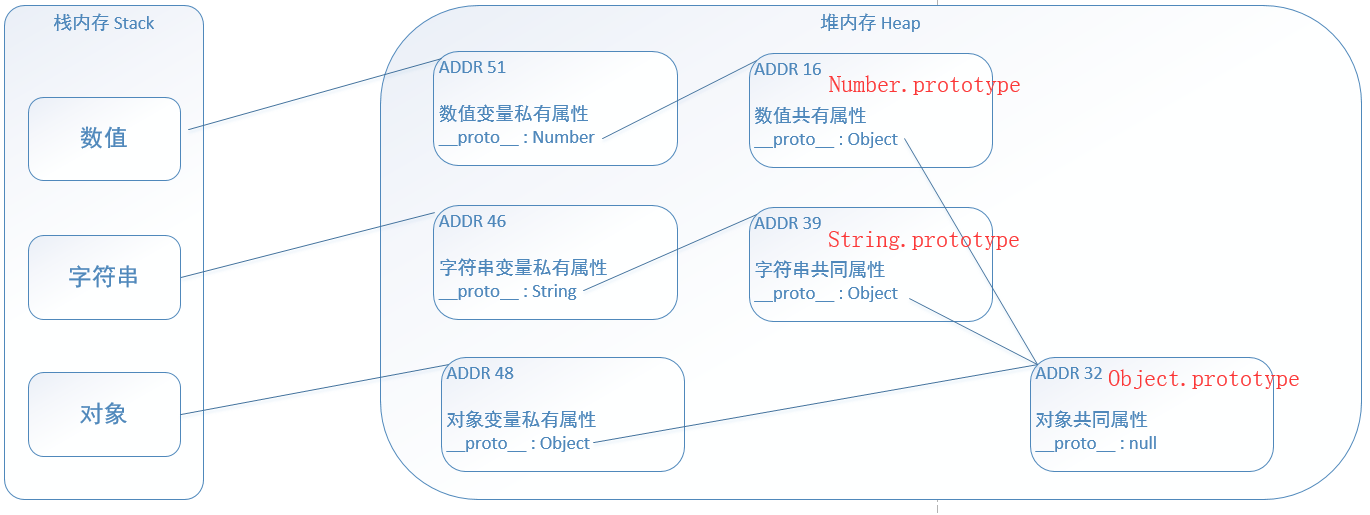 栈内存 Stack
数值
字符串
对象
堆内存 Heap
ADDR 51
数值变量私有属性
__proto__ : Number
ADDR 16
Number.prototype
数值共有属性
__proto__ : Object
ADDR 46
字符串变量私有属性
__proto__ : String
ADDR 39
String.prototype
字符串共同属性
__proto__ : Object
ADDR 48
对象变量私有属性
__proto__ : Object
ADDR 32
Object.prototype
对象共同属性
__proto__ : null